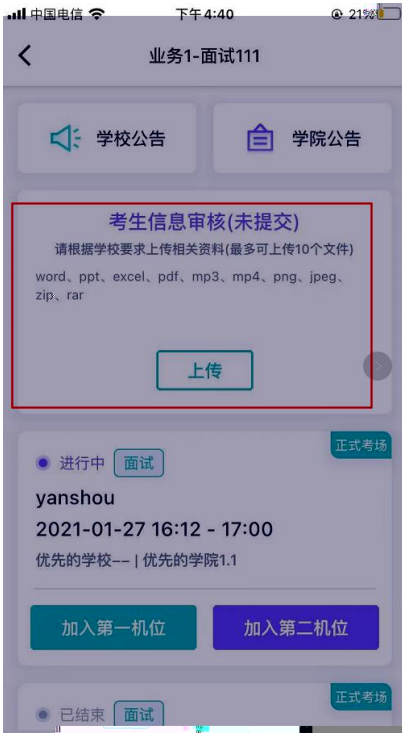 中国电信 下午4:40 21%
业务1-面试111
学校公告 学院公告
考生信息审核(未提交)
请根据学校要求上传相关资料(最多可上传10个文件)
word、ppt、excel、pdf、mp3、mp4、png、jpeg、
zip、rar
上传
正式考场
进行中 面试
yanshou
2021-01-27 16:12 - 17:00
优先的学校-- | 优先的学院1.1
加入第一机位 加入第二机位
正式考场
已结束 面试